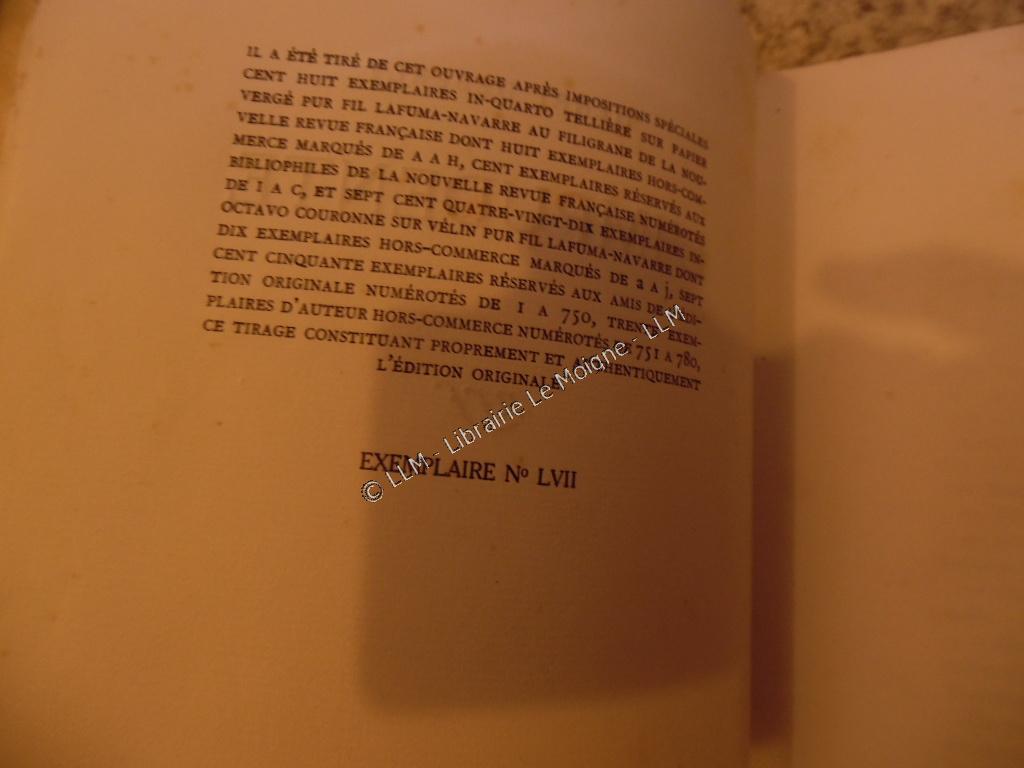 IL A ÉTÉ TIRÉ DE CET OUVRAGE APRÈS IMPOSITIONS SPÉCIALES
CENT HUIT EXEMPLAIRES IN-QUARTO TELLIÈRE SUR PAPIER
VERGÉ PUR FIL LAFUMA-NAVARRE AU FILIGRANE DE LA NOU-
VELLE REVUE FRANÇAISE DONT HUIT EXEMPLAIRES HORS-COM-
MERCE MARQUÉS DE A A H, CENT EXEMPLAIRES RÉSERVÉS AUX
BIBLIOPHILES DE LA NOUVELLE REVUE FRANÇAISE NUMÉROTÉS
DE I A C, ET SEPT CENT QUATRE-VINGT-DIX EXEMPLAIRES IN-
OCTAVO COURONNE SUR VÉLIN PUR FIL LAFUMA-NAVARRE DONT
DIX EXEMPLAIRES HORS-COMMERCE MARQUÉS DE a A j, SEPT
CENT CINQUANTE EXEMPLAIRES RÉSERVÉS AUX AMIS DE L'ÉDI-
TION ORIGINALE NUMÉROTÉS DE 1 A 750, TRENTE EXEM-
PLAIRES D'AUTEUR HORS-COMMERCE NUMÉROTÉS DE 751 A 780,
CE TIRAGE CONSTITUANT PROPREMENT ET AUTHENTIQUEMENT
L'ÉDITION ORIGINALE
EXEMPLAIRE Nº LVII
© LLM - Librairie Le Moigne - LLM